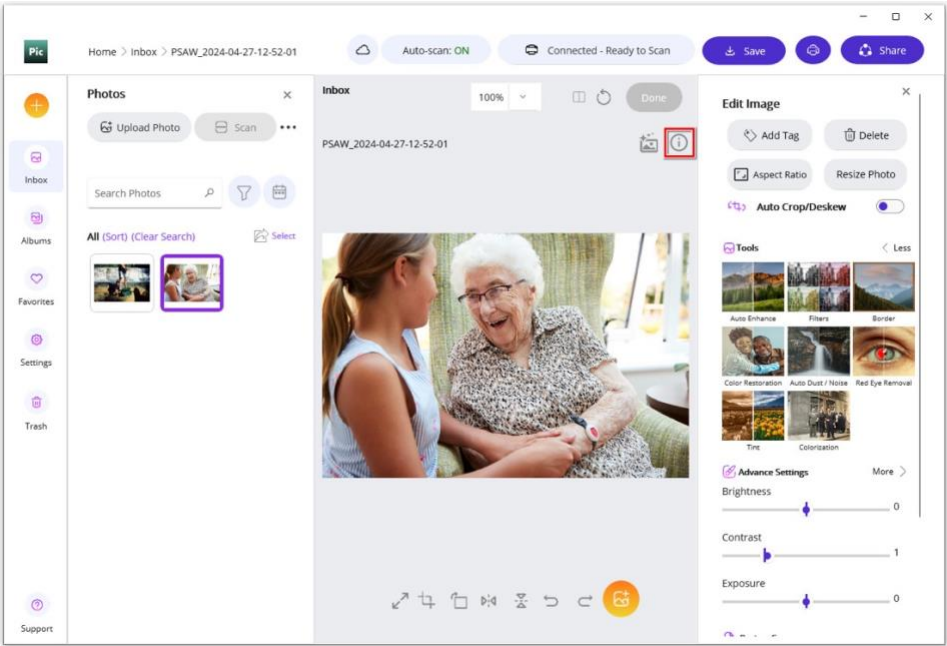 Pic
Home > Inbox > PSAW_2024-04-27-12-52-01
Auto-scan: ON
Connected - Ready to Scan
Save
Share
Inbox
Albums
Favorites
Settings
Trash
Support
Photos
Upload Photo
Scan
Search Photos
All (Sort) (Clear Search)
Select
Inbox
100%
Done
PSAW_2024-04-27-12-52-01
Edit Image
Add Tag
Delete
Aspect Ratio
Resize Photo
Auto Crop/Deskew
Tools
< Less
Auto Enhance
Filters
Border
Color Restoration
Auto Dust / Noise
Red Eye Removal
Tint
Colorization
Advance Settings
More >
Brightness
0
Contrast
1
Exposure
0